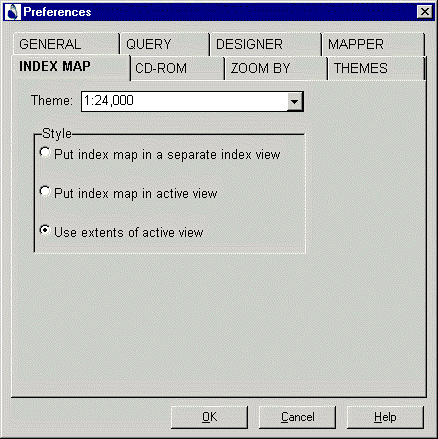 Preferences
GENERAL QUERY DESIGNER MAPPER
INDEX MAP CD-ROM ZOOM BY THEMES
Theme: 1:24,000
Style
Put index map in a separate index view
Put index map in active view
Use extents of active view
OK Cancel Help